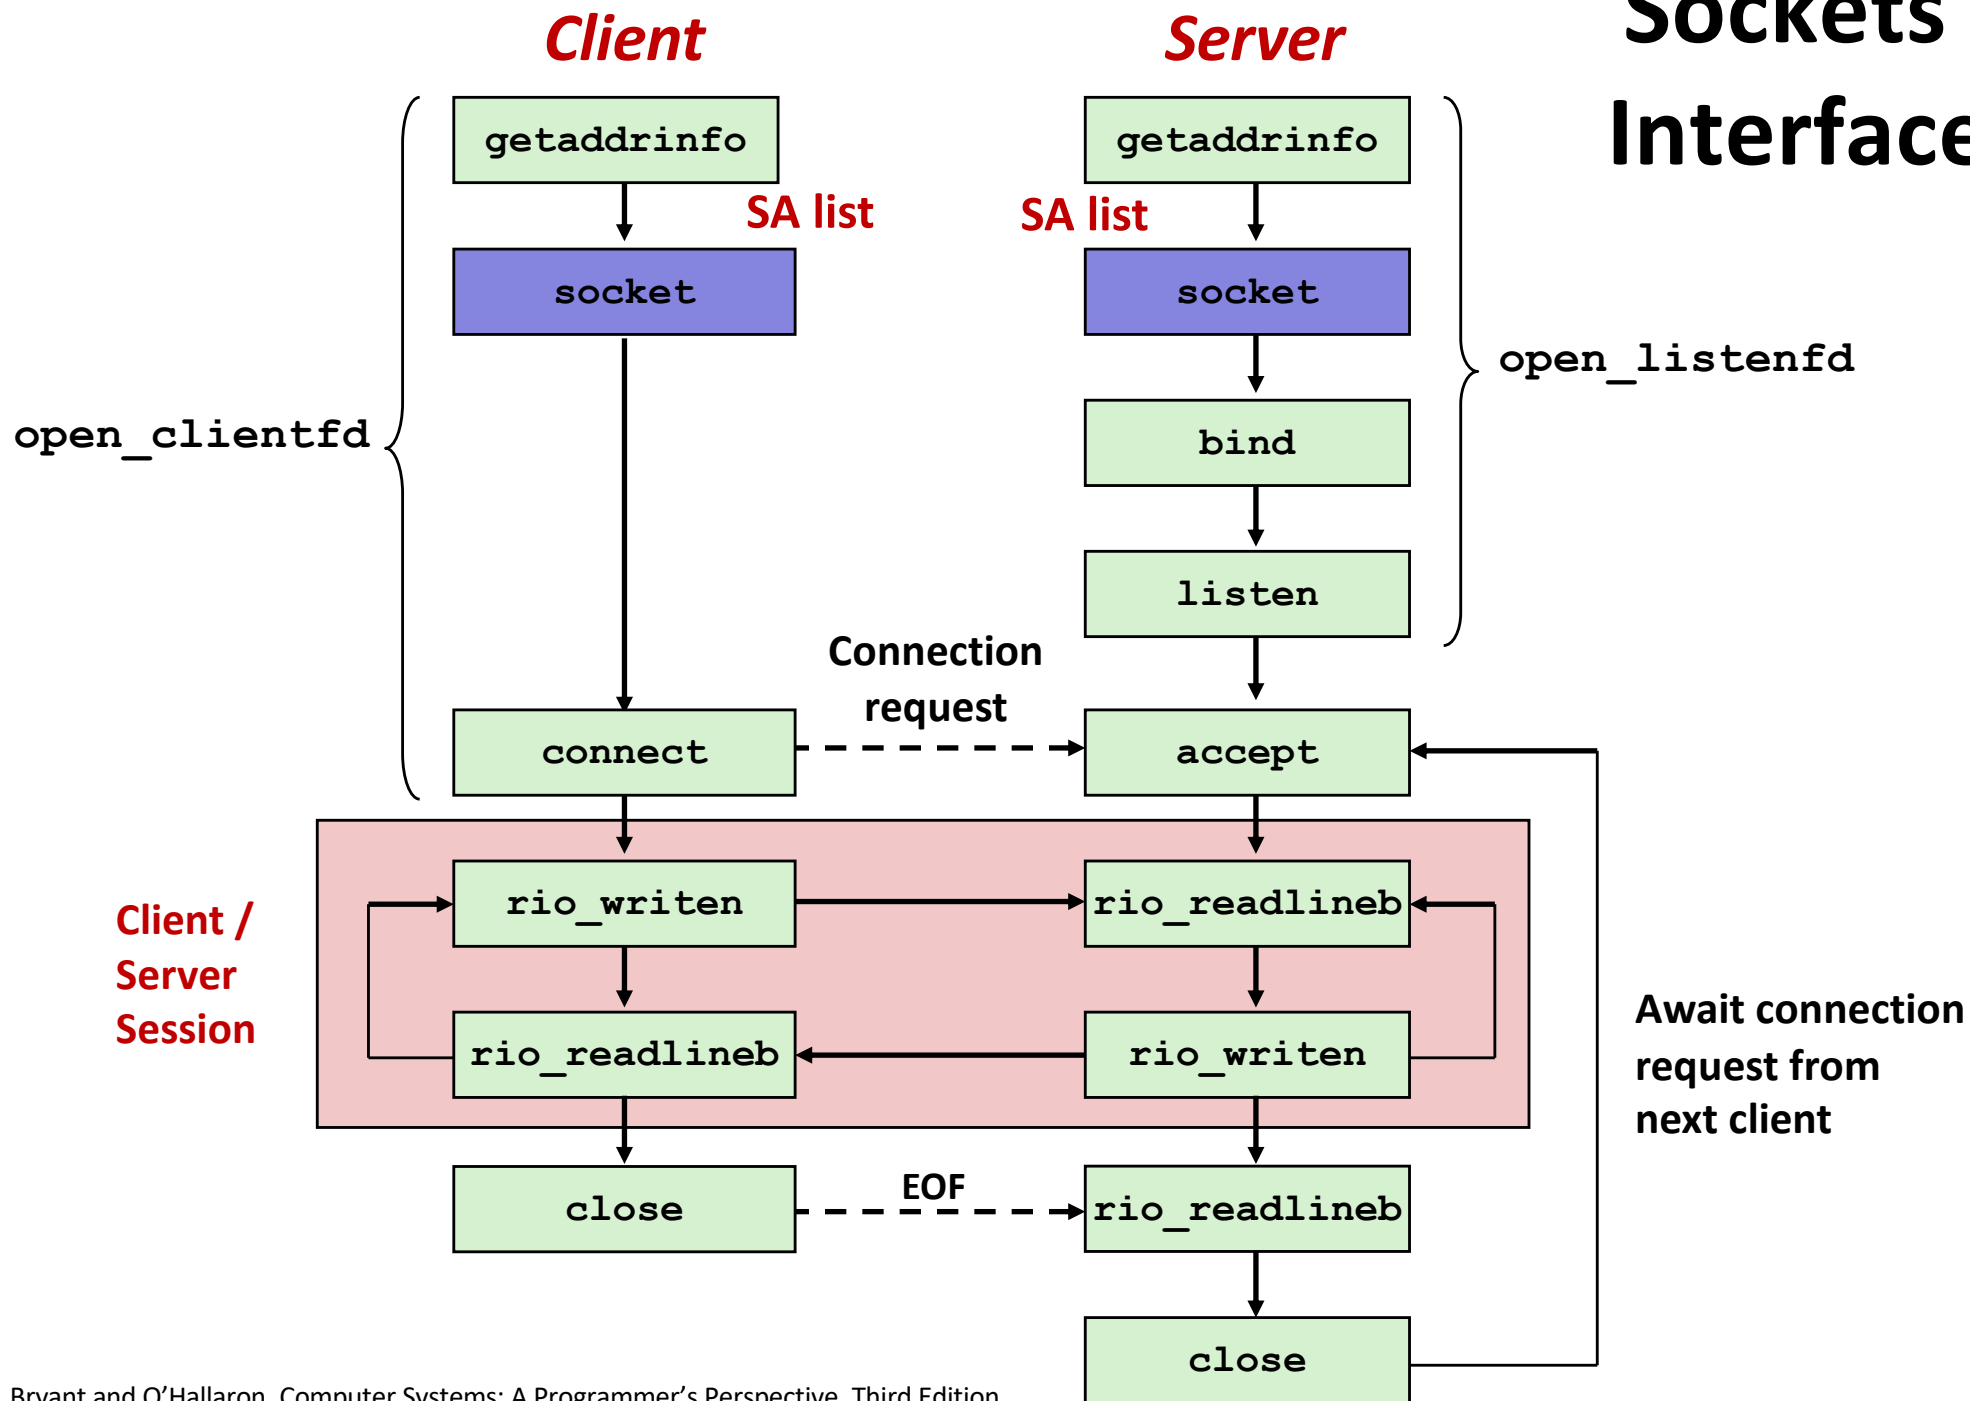 Sockets
Interface
Client
Server
getaddrinfo
getaddrinfo
SA list
SA list
socket
socket
open_listenfd
open_clientfd
bind
listen
Connection
request
connect
accept
Client /
Server
Session
rio_writen
rio_readlineb
rio_readlineb
rio_writen
Await connection
request from
next client
close
EOF
rio_readlineb
close
Bryant and O’Hallaron, Computer Systems: A Programmer’s Perspective, Third Edition